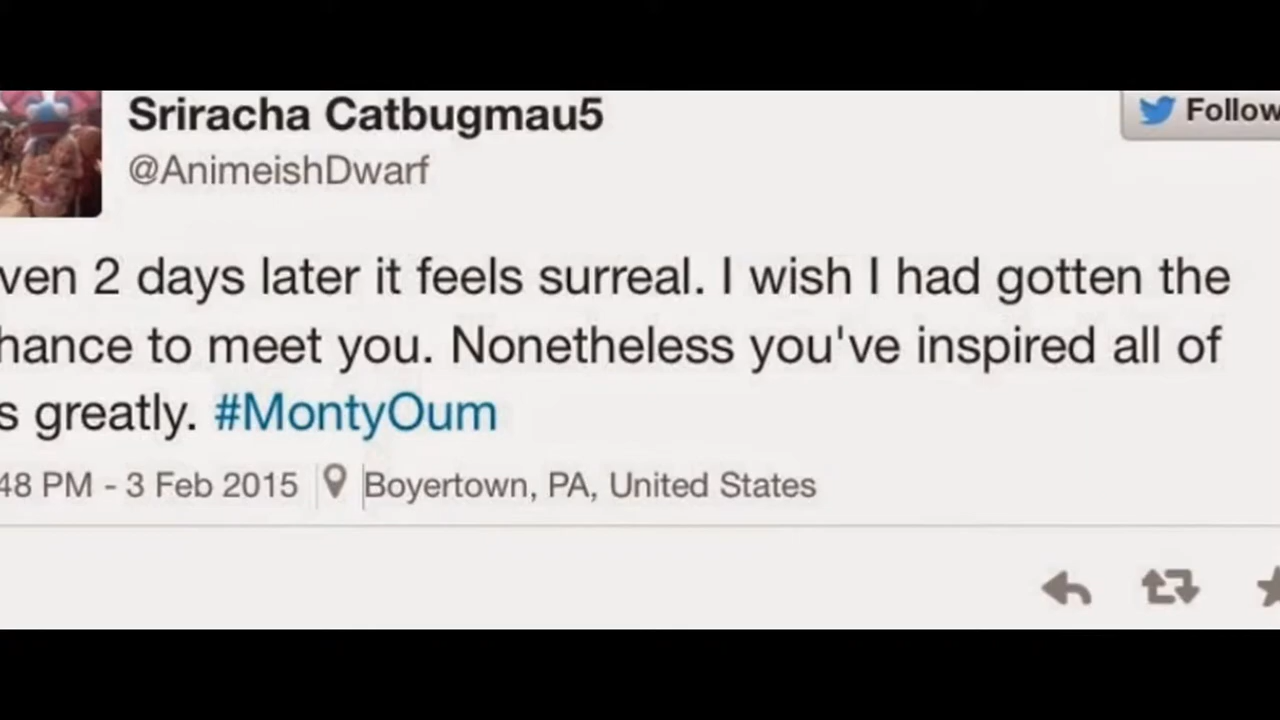 Sriracha Catbugmau5
Follow
@AnimeishDwarf
ven 2 days later it feels surreal. I wish I had gotten the
hance to meet you. Nonetheless you've inspired all of
s greatly. #MontyOum
48 PM - 3 Feb 2015 Boyertown, PA, United States